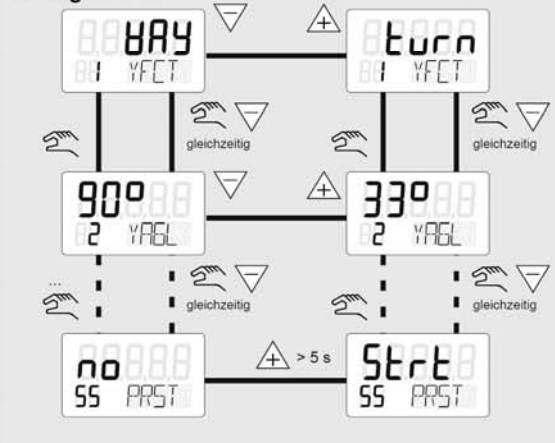 − +
WAY turn
1 YFCT 1 YFCT
− −
gleichzeitig gleichzeitig
− +
90° 33°
2 YAGL 2 YAGL
...
− −
gleichzeitig gleichzeitig
no + > 5 s Strt
55 PRST 55 PRST